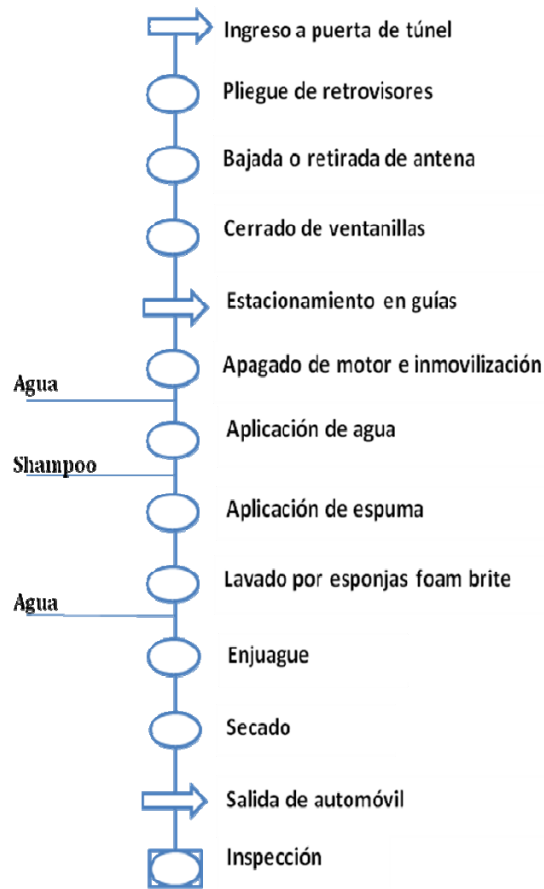 Ingreso a puerta de túnel
Pliegue de retrovisores
Bajada o retirada de antena
Cerrado de ventanillas
Estacionamiento en guías
Apagado de motor e inmovilización
Agua
Aplicación de agua
Shampoo
Aplicación de espuma
Lavado por esponjas foam brite
Agua
Enjuague
Secado
Salida de automóvil
Inspección